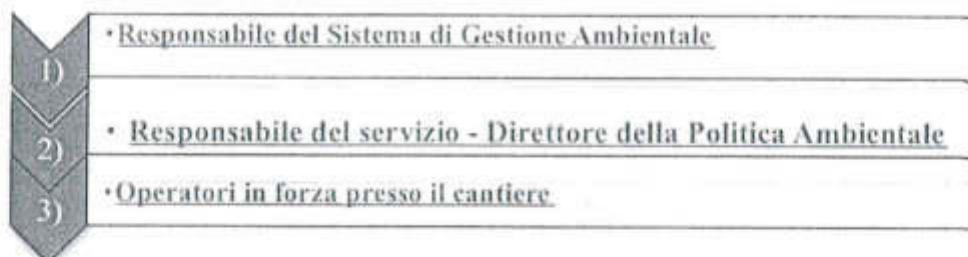 1) • Responsabile del Sistema di Gestione Ambientale
2) • Responsabile del servizio - Direttore della Politica Ambientale
3) • Operatori in forza presso il cantiere